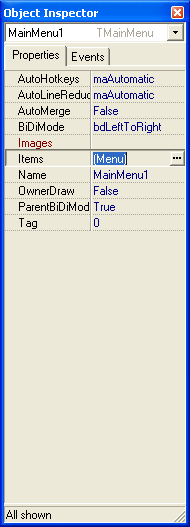 Object Inspector
MainMenu1 TMainMenu
Properties Events
AutoHotkeys maAutomatic
AutoLineReduc maAutomatic
AutoMerge False
BiDiMode bdLeftToRight
Images
Items (Menu) ...
Name MainMenu1
OwnerDraw False
ParentBiDiMod True
Tag 0
All shown